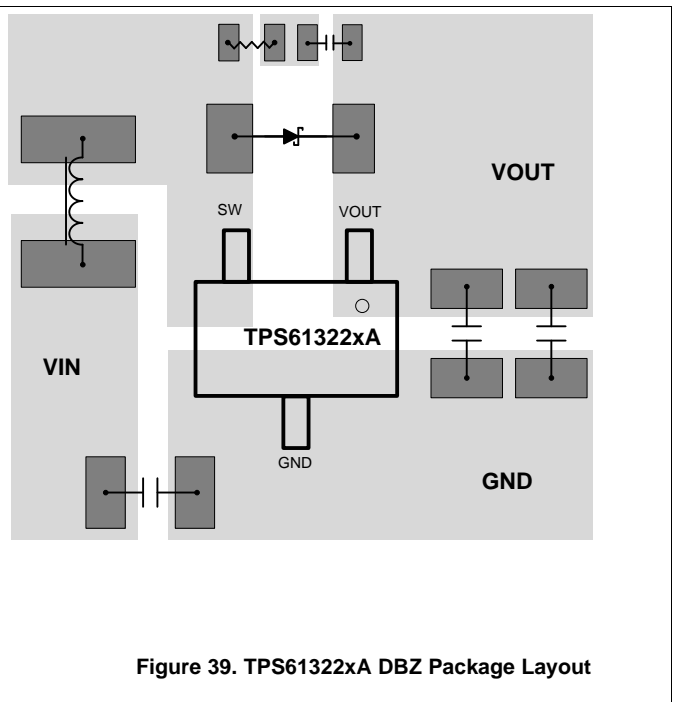 VOUT
SW
VOUT
TPS61322xA
VIN
GND
GND
Figure 39. TPS61322xA DBZ Package Layout